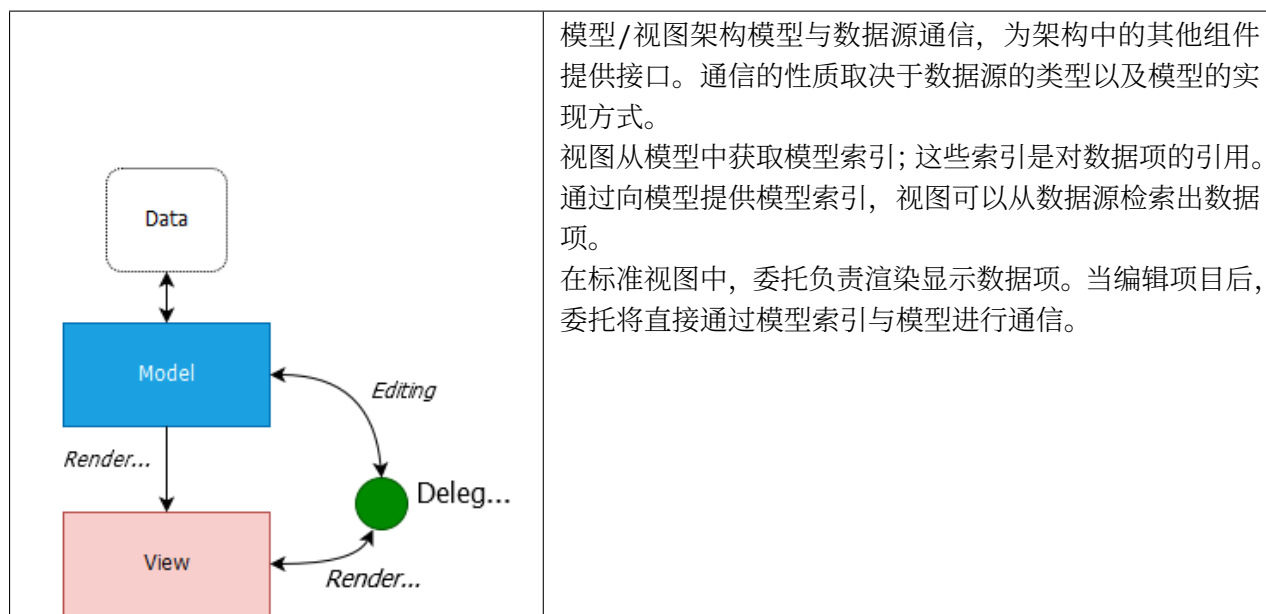 Data
Model
Editing
Render...
Deleg...
View
Render...
模型/视图架构模型与数据源通信，为架构中的其他组件
提供接口。通信的性质取决于数据源的类型以及模型的实
现方式。
视图从模型中获取模型索引；这些索引是对数据项的引用。
通过向模型提供模型索引，视图可以从数据源检索出数据
项。
在标准视图中，委托负责渲染显示数据项。当编辑项目后，
委托将直接通过模型索引与模型进行通信。